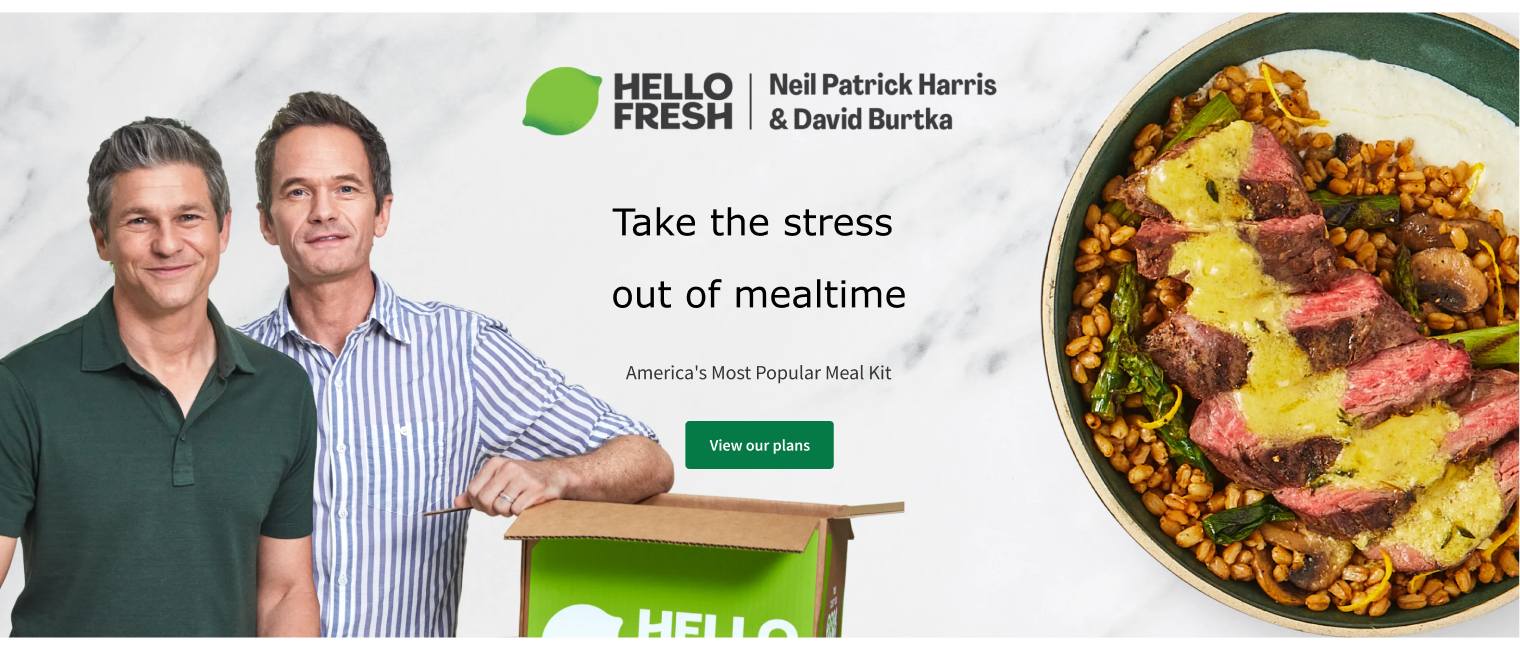 HELLO
FRESH
Neil Patrick Harris
& David Burtka
Take the stress
out of mealtime
America's Most Popular Meal Kit
View our plans
HELLO